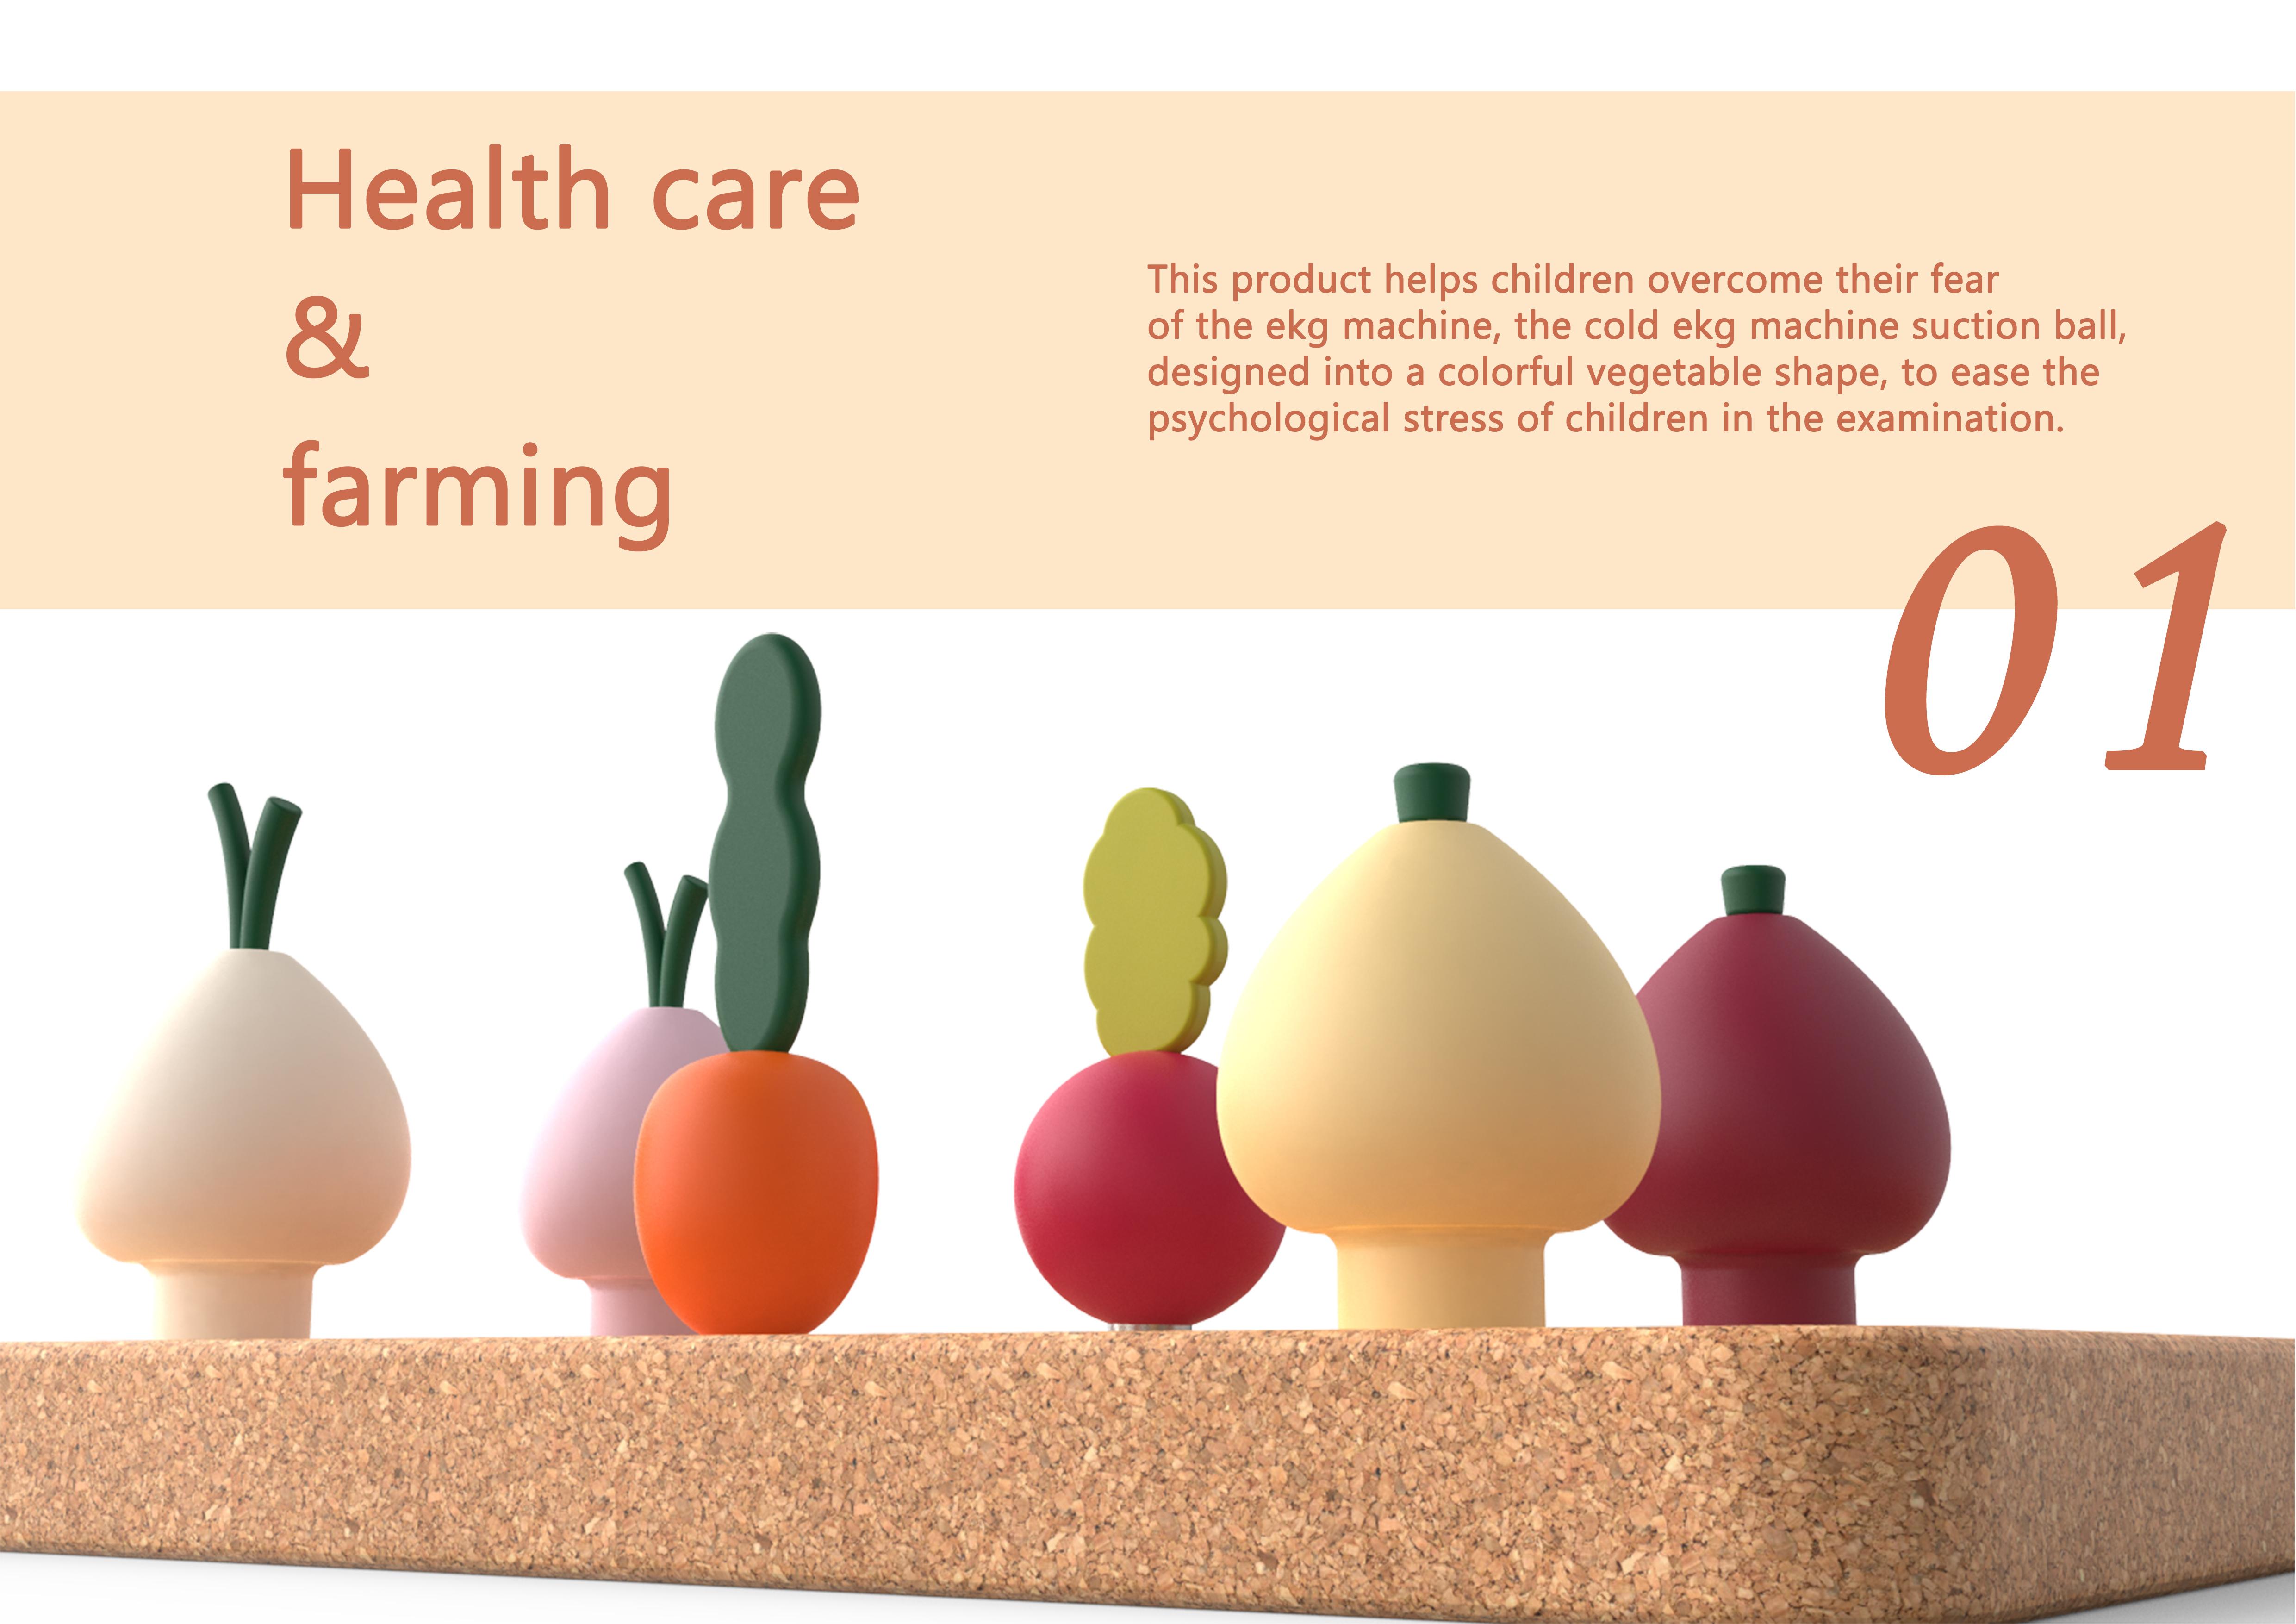 Health care
&
farming
This product helps children overcome their fear
of the ekg machine, the cold ekg machine suction ball,
designed into a colorful vegetable shape, to ease the
psychological stress of children in the examination.
01